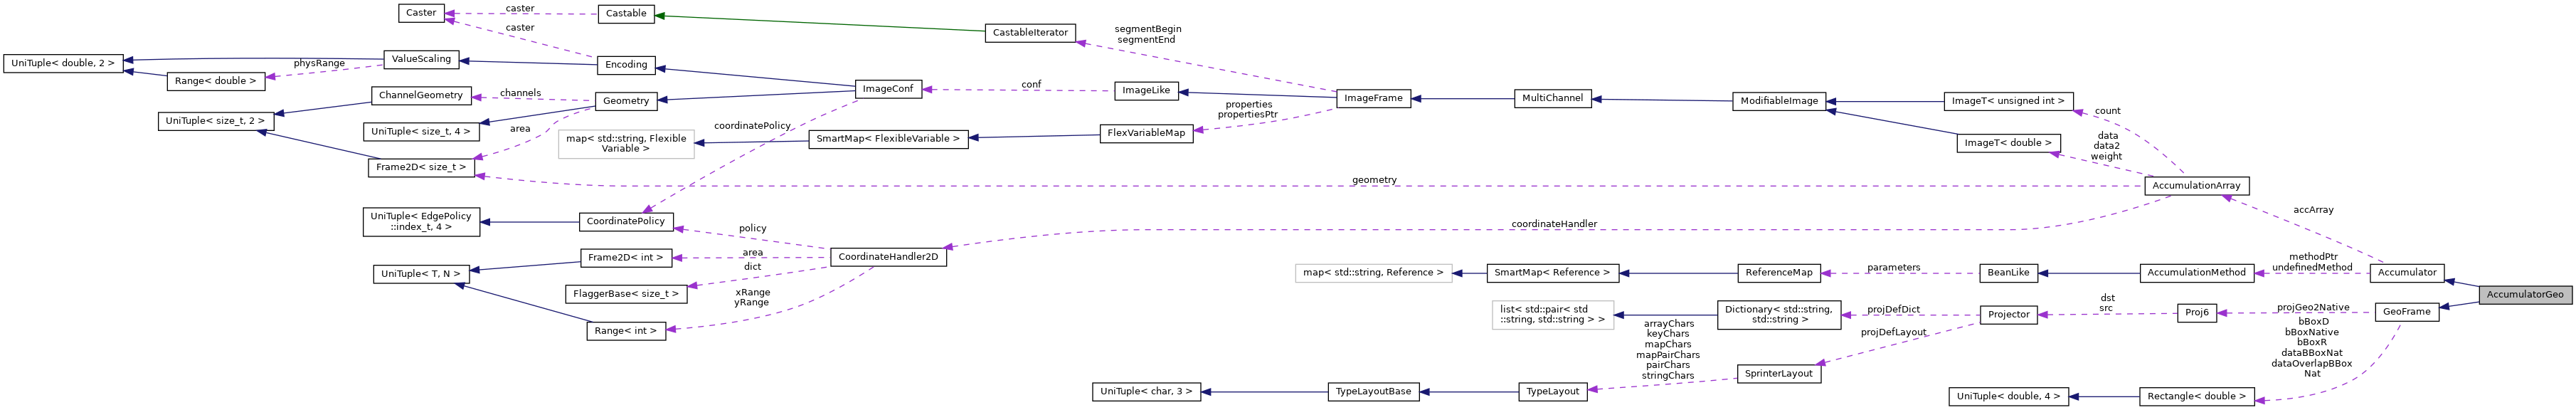 Caster
caster
Castable
caster
CastableIterator
segmentBegin
segmentEnd
UniTuple< double, 2 >
physRange
ValueScaling
Encoding
Range< double >
ChannelGeometry
channels
Geometry
ImageConf
conf
ImageLike
properties
propertiesPtr
ImageFrame
MultiChannel
ModifiableImage
ImageT< unsigned int >
count
UniTuple< size_t, 2 >
UniTuple< size_t, 4 >
area
map< std::string, Flexible
Variable >
coordinatePolicy
SmartMap< FlexibleVariable >
FlexVariableMap
ImageT< double >
data
data2
weight
Frame2D< size_t >
geometry
AccumulationArray
UniTuple< EdgePolicy
::index_t, 4 >
CoordinatePolicy
policy
coordinateHandler
accArray
Frame2D< int >
area
CoordinateHandler2D
UniTuple< T, N >
dict
FlaggerBase< size_t >
xRange
yRange
Range< int >
map< std::string, Reference >
SmartMap< Reference >
ReferenceMap
parameters
BeanLike
AccumulationMethod
methodPtr
undefinedMethod
Accumulator
AccumulatorGeo
list< std::pair< std
::string, std::string > >
Dictionary< std::string,
std::string >
projDefDict
Projector
dst
src
Proj6
projGeo2Native
GeoFrame
projDefLayout
arrayChars
keyChars
mapChars
mapPairChars
pairChars
stringChars
SprinterLayout
bBoxD
bBoxNative
bBoxR
dataBBoxNat
dataOverlapBBox
Nat
UniTuple< char, 3 >
TypeLayoutBase
TypeLayout
UniTuple< double, 4 >
Rectangle< double >